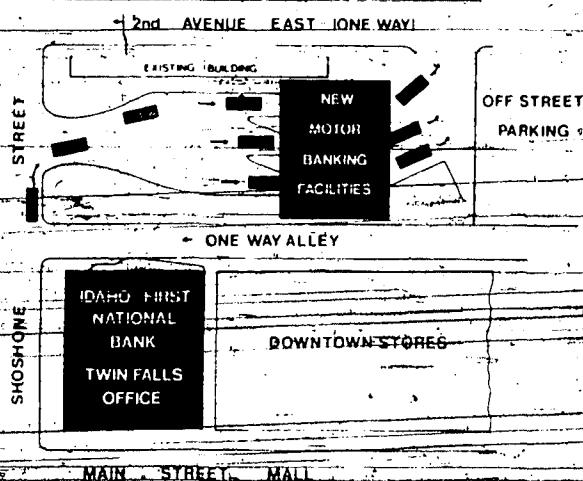 2nd AVENUE EAST (ONE WAY)
EXISTING BUILDING
NEW
MOTOR
BANKING
FACILITIES
OFF STREET
PARKING
STREET
← ONE WAY ALLEY
IDAHO FIRST
NATIONAL
BANK
TWIN FALLS
OFFICE
DOWNTOWN STORES
SHOSHONE
MAIN STREET MALL